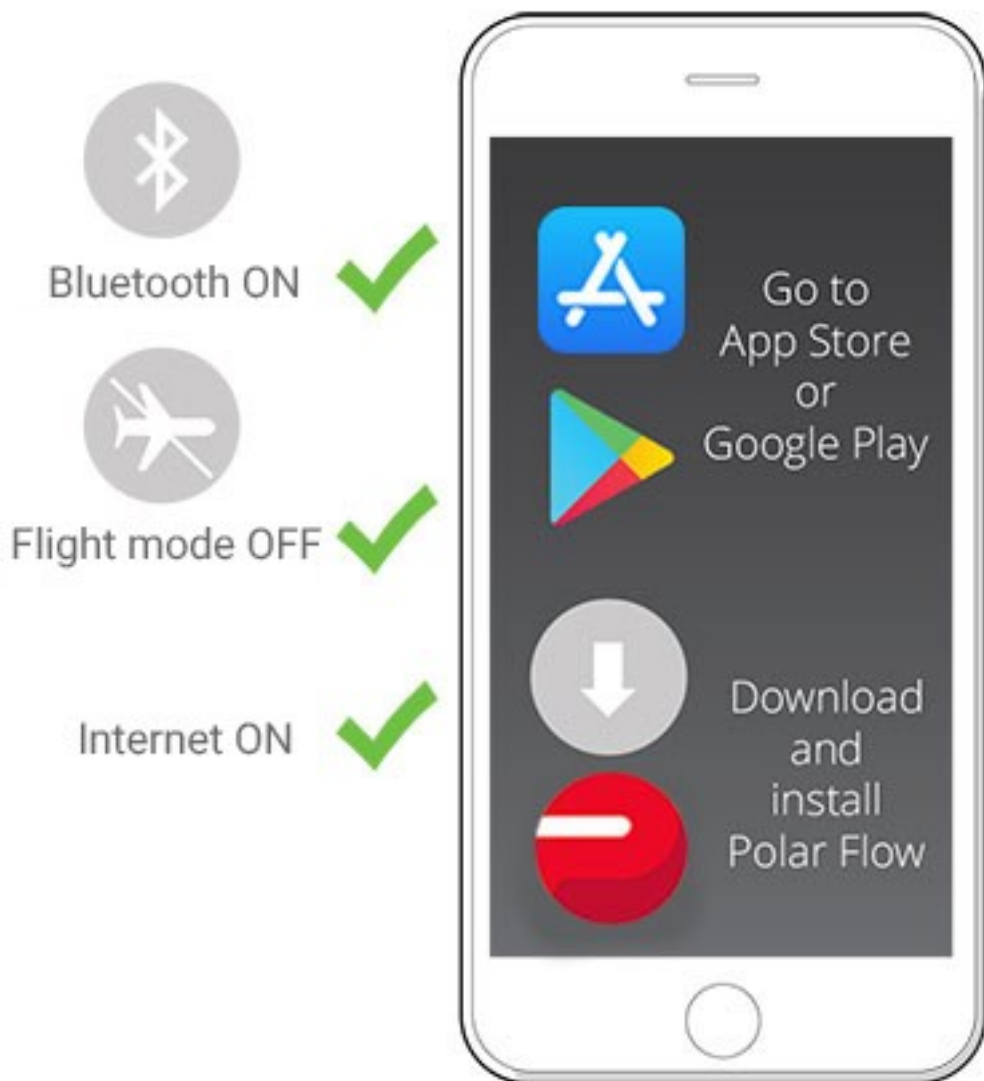 Bluetooth ON
Flight mode OFF
Internet ON
Go to
App Store
or
Google Play
Download
and
install
Polar Flow